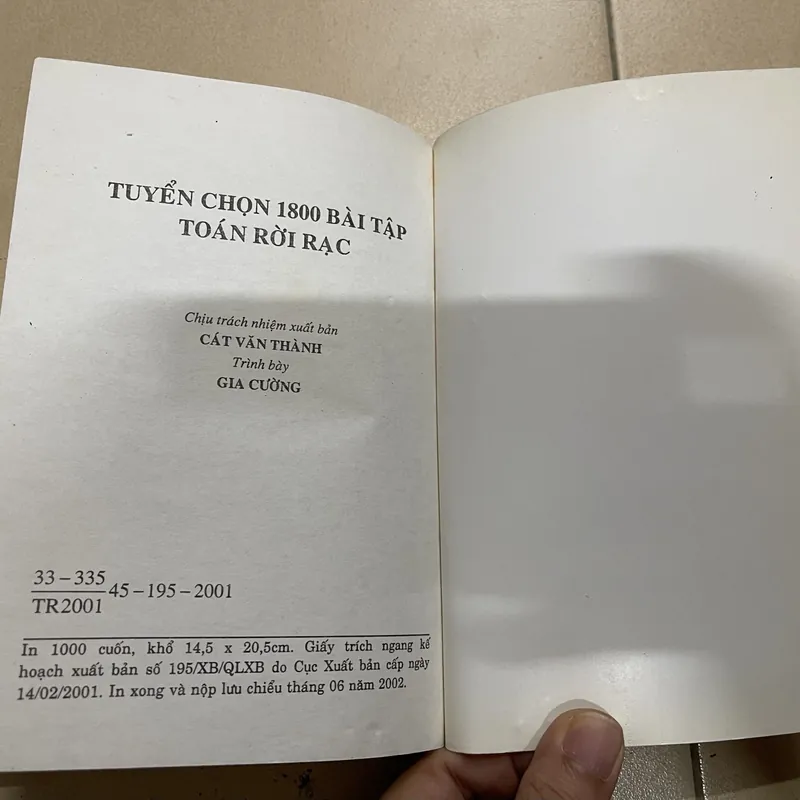 TUYỂN CHỌN 1800 BÀI TẬP
TOÁN RỜI RẠC
Chịu trách nhiệm xuất bản
CÁT VĂN THÀNH
Trình bày
GIA CƯỜNG
33 – 335
TR2001 45 – 195 – 2001
In 1000 cuốn, khổ 14,5 x 20,5cm. Giấy trích ngang kế
hoạch xuất bản số 195/XB/QLXB do Cục Xuất bản cấp ngày
14/02/2001. In xong và nộp lưu chiểu tháng 06 năm 2002.